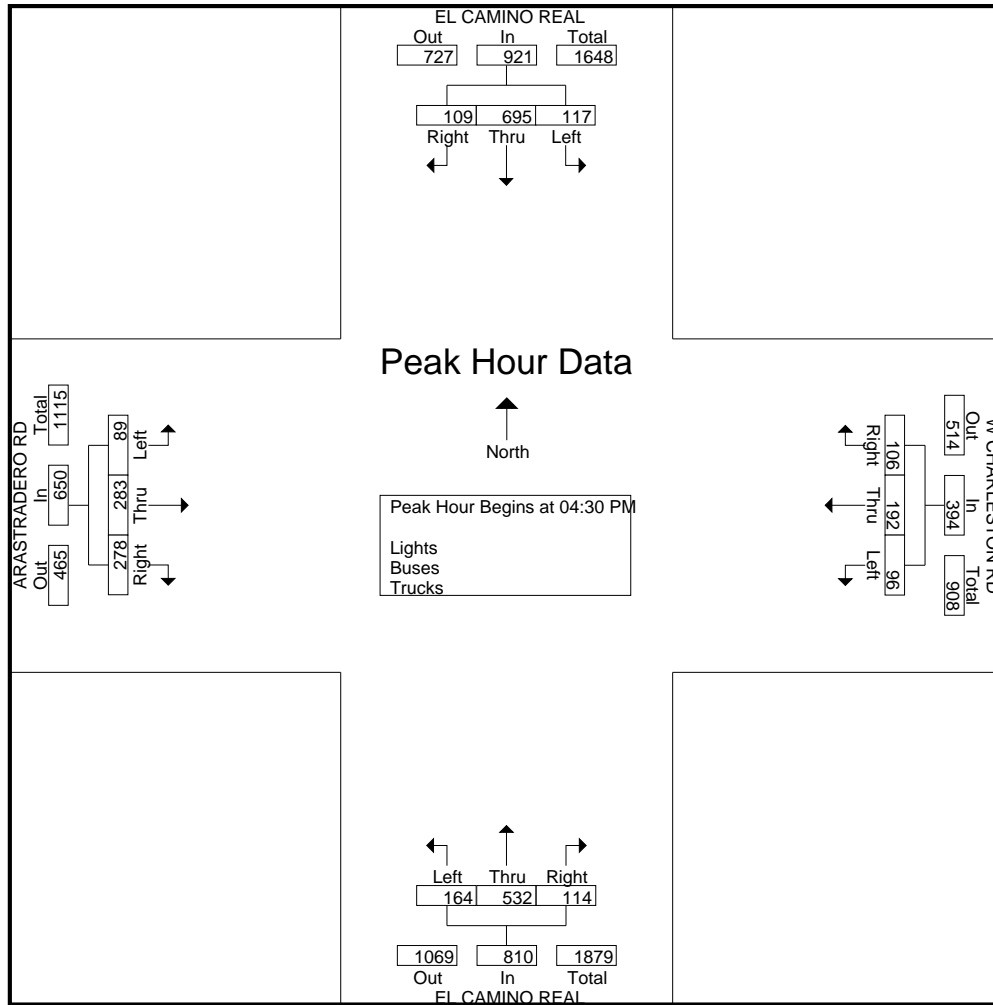 EL CAMINO REAL
Out In Total
727 921 1648
109 695 117
Right Thru Left
Peak Hour Data
North
Peak Hour Begins at 04:30 PM
Lights
Buses
Trucks
ARASTRADERO RD
Out In Total
465 650 1115
89 283 278
Left Thru Right
W CHARLESTON RD
Out In Total
514 394 908
106 192 96
Right Thru Left
Left Thru Right
164 532 114
1069 810 1879
Out In Total
EL CAMINO REAL